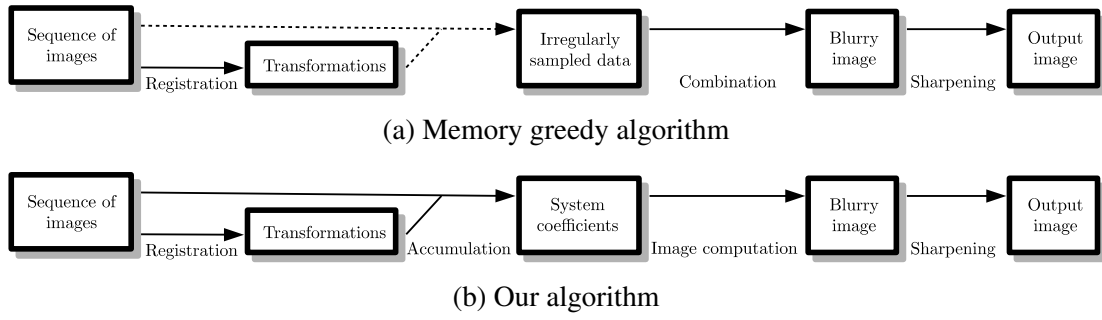 Sequence of
images
Registration
Transformations
Irregularly
sampled data
Combination
Blurry
image
Sharpening
Output
image
(a) Memory greedy algorithm
Sequence of
images
Registration
Transformations
Accumulation
System
coefficients
Image computation
Blurry
image
Sharpening
Output
image
(b) Our algorithm